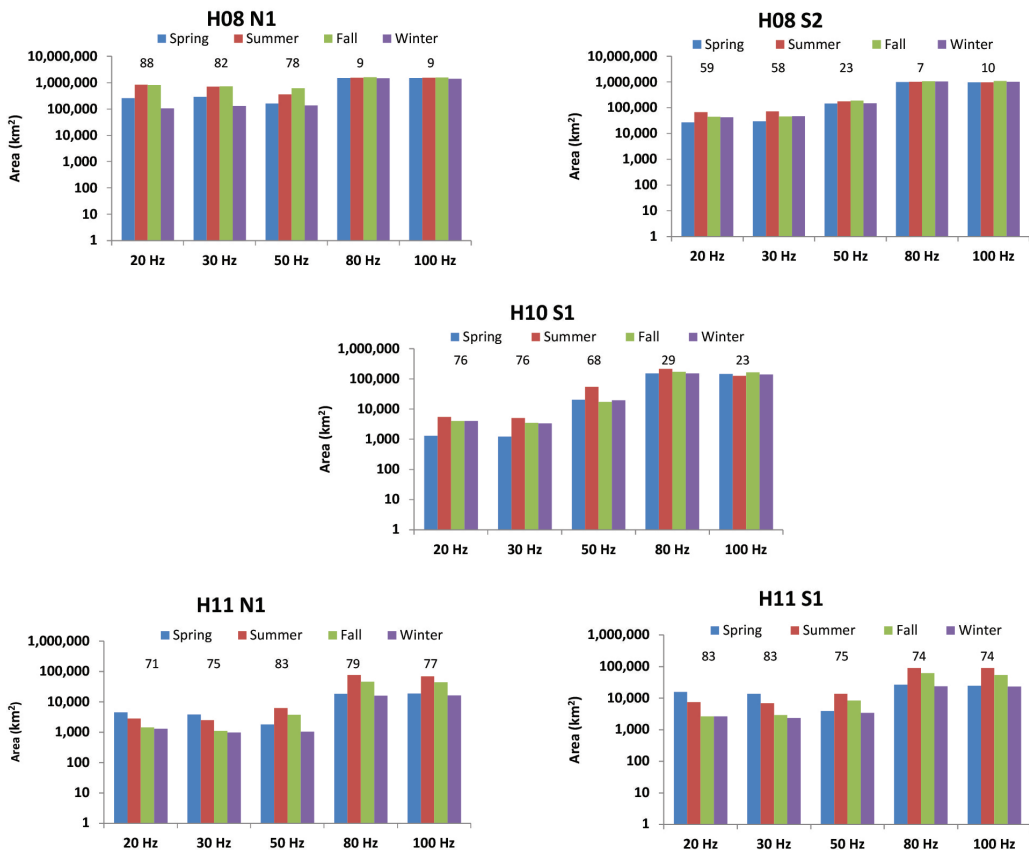 H08 N1
Spring Summer Fall Winter
10,000,000
1,000,000
100,000
10,000
1,000
100
10
1
Area (km²)
88 82 78 9 9
20 Hz 30 Hz 50 Hz 80 Hz 100 Hz
H08 S2
Spring Summer Fall Winter
10,000,000
1,000,000
100,000
10,000
1,000
100
10
1
Area (km²)
59 58 23 7 10
20 Hz 30 Hz 50 Hz 80 Hz 100 Hz
H10 S1
Spring Summer Fall Winter
1,000,000
100,000
10,000
1,000
100
10
1
Area (km²)
76 76 68 29 23
20 Hz 30 Hz 50 Hz 80 Hz 100 Hz
H11 N1
Spring Summer Fall Winter
1,000,000
100,000
10,000
1,000
100
10
1
Area (km²)
71 75 83 79 77
20 Hz 30 Hz 50 Hz 80 Hz 100 Hz
H11 S1
Spring Summer Fall Winter
1,000,000
100,000
10,000
1,000
100
10
1
Area (km²)
83 83 75 74 74
20 Hz 30 Hz 50 Hz 80 Hz 100 Hz